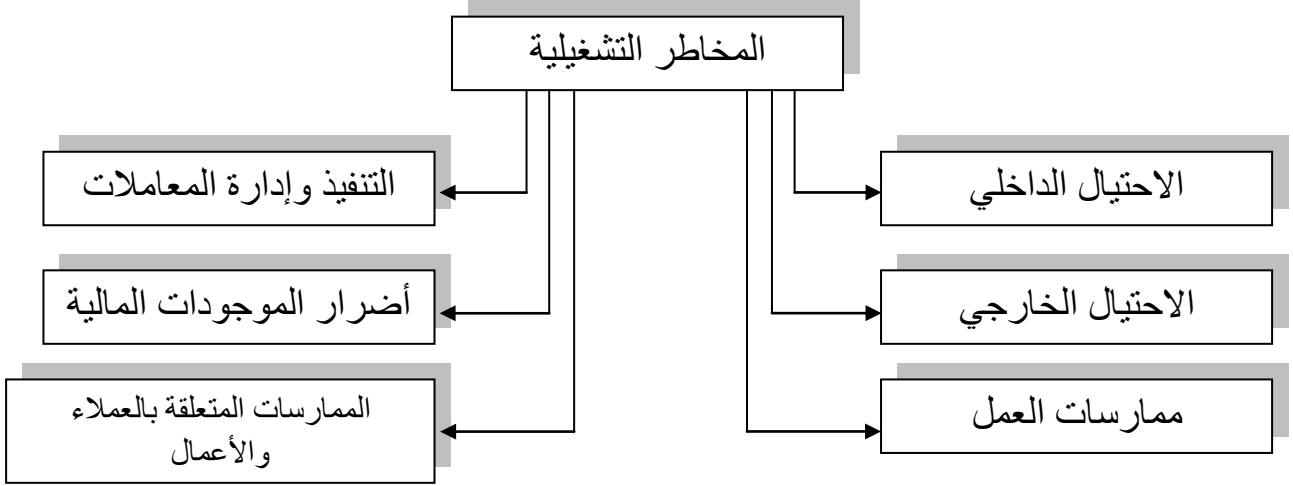 المخاطر التشغيلية
الاحتيال الداخلي
التنفيذ وإدارة المعاملات
الاحتيال الخارجي
أضرار الموجودات المالية
ممارسات العمل
الممارسات المتعلقة بالعملاء
والأعمال